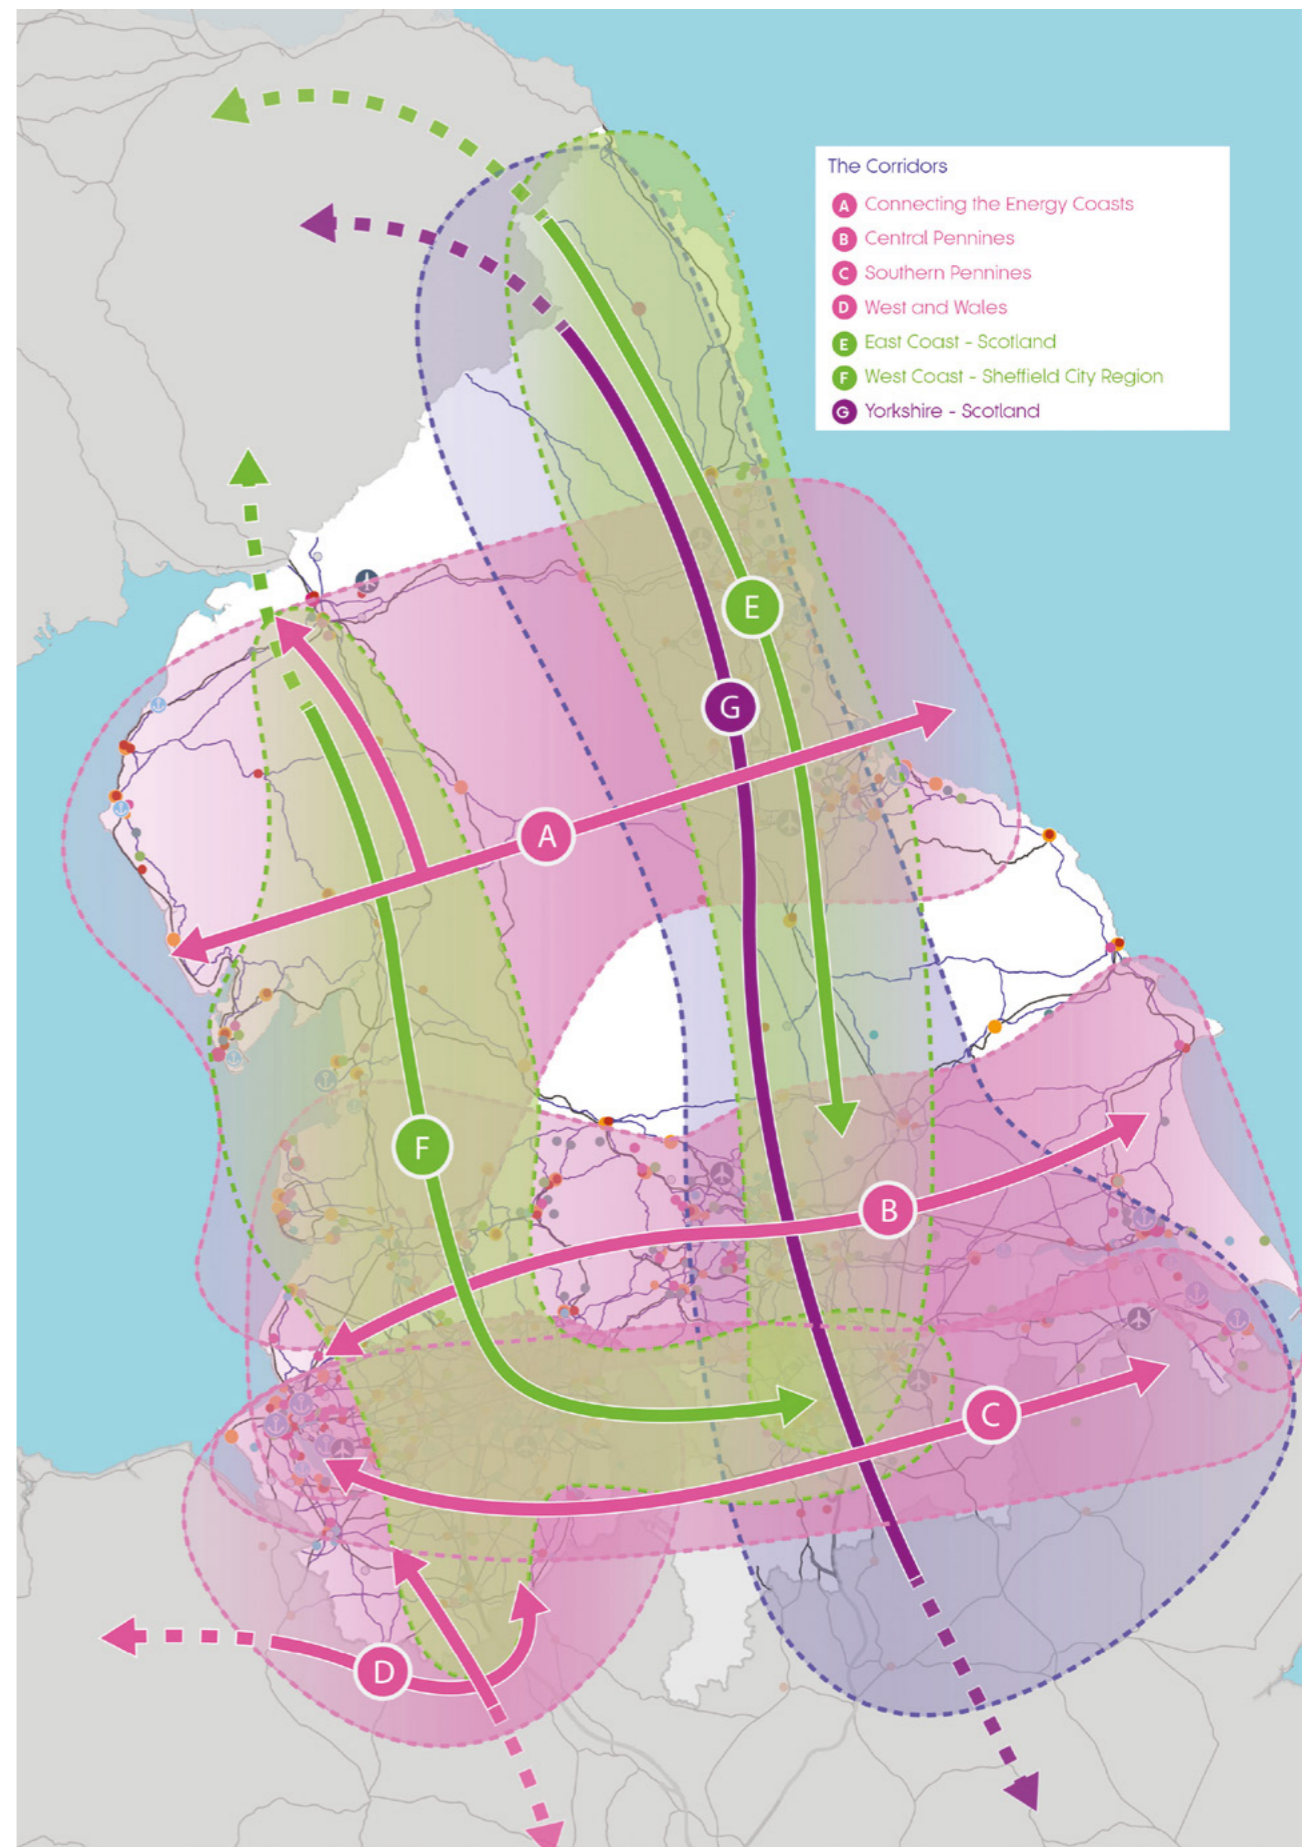 The Corridors
A Connecting the Energy Coasts
B Central Pennines
C Southern Pennines
D West and Wales
E East Coast - Scotland
F West Coast - Sheffield City Region
G Yorkshire - Scotland
E
G
A
F
B
C
D